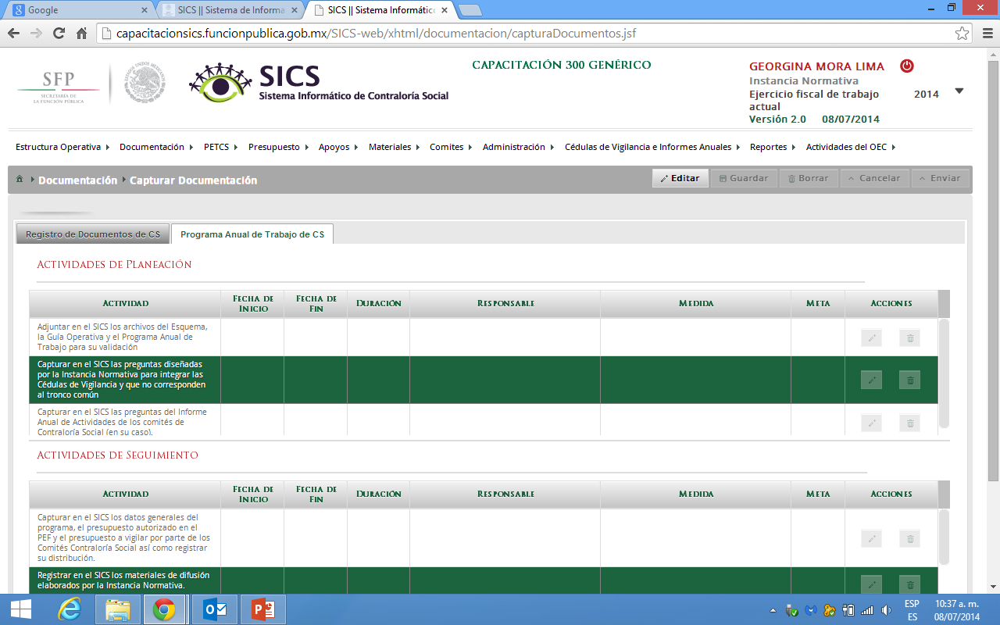 Google
SICS || Sistema de Informa
SICS || Sistema Informático
capacitacionsics.funcionpublica.gob.mx/SICS-web/xhtml/documentacion/capturaDocumentos.jsf
SFP
SECRETARÍA DE
LA FUNCIÓN PÚBLICA
ESTADOS UNIDOS MEXICANOS
SICS
Sistema Informático de Contraloría Social
CAPACITACIÓN 300 GENÉRICO
GEORGINA MORA LIMA
Instancia Normativa
Ejercicio fiscal de trabajo
actual
2014
Versión 2.0 08/07/2014
Estructura Operativa Documentación PETCS Presupuesto Apoyos Materiales Comites Administración Cédulas de Vigilancia e Informes Anuales Reportes Actividades del OEC
Documentación Capturar Documentación
Editar Guardar Borrar Cancelar Enviar
Registro de Documentos de CS Programa Anual de Trabajo de CS
Actividades de Planeación
Actividad Fecha de Inicio Fecha de Fin Duración Responsable Medida Meta Acciones
Adjuntar en el SICS los archivos del Esquema,
la Guía Operativa y el Programa Anual de
Trabajo para su validación
Capturar en el SICS las preguntas diseñadas
por la Instancia Normativa para integrar las
Cédulas de Vigilancia y que no corresponden
al tronco común
Capturar en el SICS las preguntas del Informe
Anual de Actividades de los comités de
Contraloría Social (en su caso).
Actividades de Seguimiento
Actividad Fecha de Inicio Fecha de Fin Duración Responsable Medida Meta Acciones
Capturar en el SICS los datos generales del
programa, el presupuesto autorizado en el
PEF y el presupuesto a vigilar por parte de los
Comités Contraloría Social así como registrar
su distribución.
Registrar en el SICS los materiales de difusión
elaborados por la Instancia Normativa.
ESP
ES
10:37 a. m.
08/07/2014